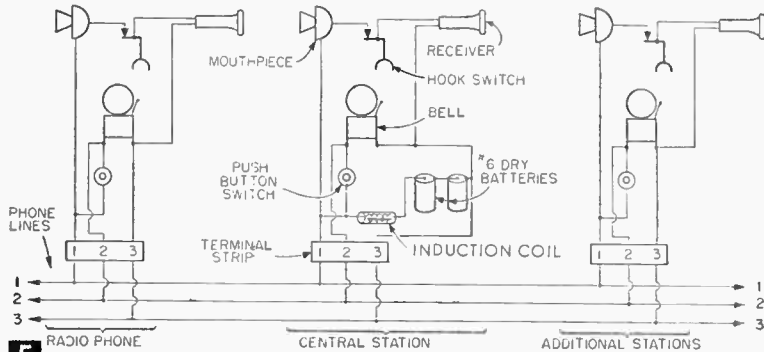 RECEIVER
MOUTHPIECE
HOOK SWITCH
BELL
PUSH
BUTTON
SWITCH
#6 DRY
BATTERIES
PHONE
LINES
TERMINAL
STRIP
INDUCTION COIL
1 2 3
1 2 3
1 2 3
1 1
2 2
3 3
RADIO PHONE
CENTRAL STATION
ADDITIONAL STATIONS